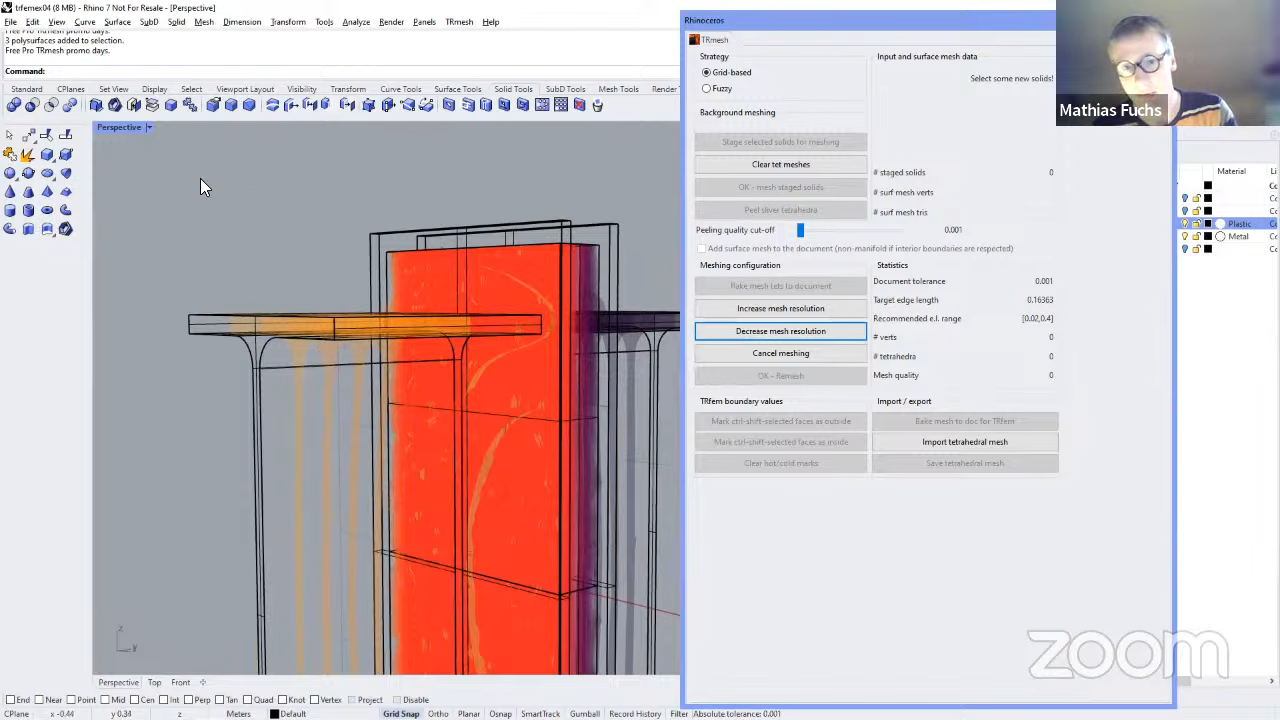 trfemex04 (8 MB) - Rhino 7 Not For Resale - [Perspective]
File Edit View Curve Surface SubD Solid Mesh Dimension Transform Tools Analyze Render Panels TRmesh Help
3 polysurfaces added to selection.
Free Pro TRmesh promo days.
Command:
Standard CPlanes Set View Display Select Viewport Layout Visibility Transform Curve Tools Surface Tools Solid Tools SubD Tools Mesh Tools
Perspective
Rhinoceros
TRmesh
Strategy
Grid-based
Fuzzy
Background meshing
Stage selected solids for meshing
Clear tet meshes
OK - mesh staged solids
Peel sliver tetrahedra
Peeling quality cut-off 0.001
Add surface mesh to the document (non-manifold if interior boundaries are respected)
Meshing configuration
Bake mesh tets to document
Increase mesh resolution
Decrease mesh resolution
Cancel meshing
OK - Remesh
TRfem boundary values
Mark ctrl-shift-selected faces as outside
Mark ctrl-shift-selected faces as inside
Clear hot/cold marks
Input and surface mesh data
Select some new solids!
# staged solids 0
# surf mesh verts
# surf mesh tris
Statistics
Document tolerance 0.001
Target edge length 0.16363
Recommended e.l. range [0.02,0.4]
# verts 0
# tetrahedra 0
Mesh quality 0
Import / export
Bake mesh to doc for TRfem
Import tetrahedral mesh
Save tetrahedral mesh
Mathias Fuchs
Material
Plastic
Metal
z
y
zoom
Perspective Top Front
End Near Point Mid Cen Int Perp Tan Quad Knot Vertex Project Disable
CPlane x -0.44 y 0.34 z Meters Default Grid Snap Ortho Planar Osnap SmartTrack Gumball Record History Filter Absolute tolerance: 0.001